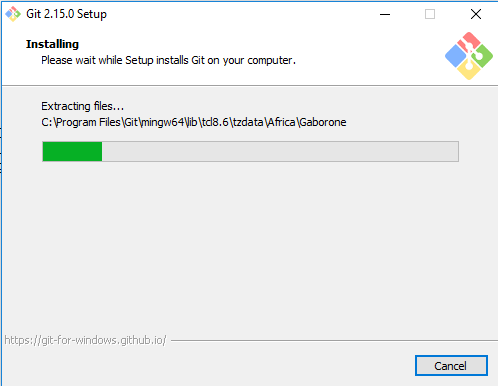 Git 2.15.0 Setup
Installing
Please wait while Setup installs Git on your computer.
Extracting files...
C:\Program Files\Git\mingw64\lib\tcl8.6\tzdata\Africa\Gaborone
https://git-for-windows.github.io/
Cancel